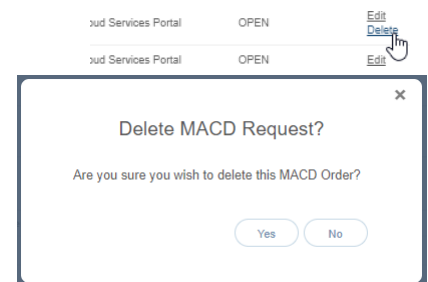 oud Services Portal OPEN Edit
Delete
oud Services Portal OPEN Edit
×
Delete MACD Request?
Are you sure you wish to delete this MACD Order?
Yes No